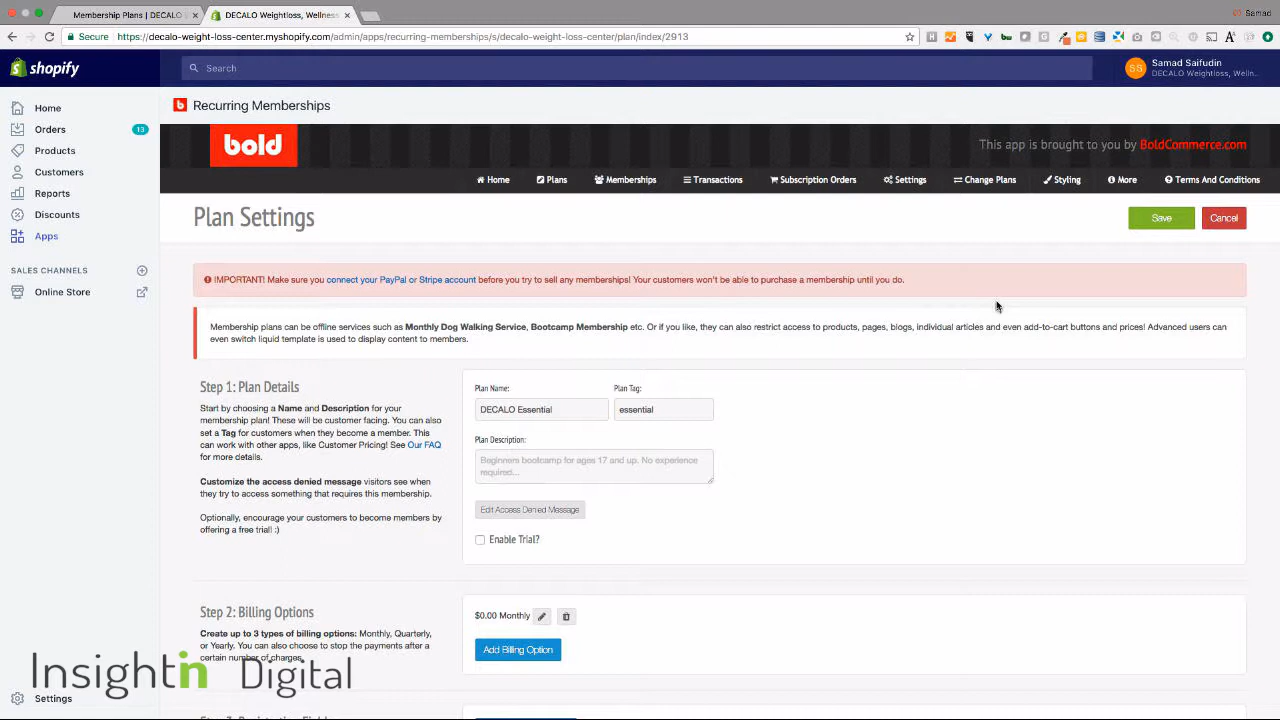 Membership Plans | DECALO
DECALO Weightloss, Wellness
Samad
Secure
https://decalo-weight-loss-center.myshopify.com/admin/apps/recurring-memberships/s/decalo-weight-loss-center/plan/index/2913
shopify
Search
SS
Samad Saifudin
DECALO Weightloss, Welln...
Home
Orders
13
Products
Customers
Reports
Discounts
Apps
SALES CHANNELS
Online Store
Settings
b
Recurring Memberships
bold
This app is brought to you by BoldCommerce.com
Home
Plans
Memberships
Transactions
Subscription Orders
Settings
Change Plans
Styling
More
Terms And Conditions
Plan Settings
Save
Cancel
IMPORTANT! Make sure you connect your PayPal or Stripe account before you try to sell any memberships! Your customers won't be able to purchase a membership until you do.
Membership plans can be offline services such as Monthly Dog Walking Service, Bootcamp Membership etc. Or if you like, they can also restrict access to products, pages, blogs, individual articles and even add-to-cart buttons and prices! Advanced users can
even switch liquid template is used to display content to members.
Step 1: Plan Details
Start by choosing a Name and Description for your
membership plan! These will be customer facing. You can also
set a Tag for customers when they become a member. This
can work with other apps, like Customer Pricing! See Our FAQ
for more details.
Customize the access denied message visitors see when
they try to access something that requires this membership.
Optionally, encourage your customers to become members by
offering a free trial! :)
Plan Name:
Plan Tag:
DECALO Essential
essential
Plan Description:
Beginners bootcamp for ages 17 and up. No experience
required...
Edit Access Denied Message
Enable Trial?
Step 2: Billing Options
Create up to 3 types of billing options: Monthly, Quarterly,
or Yearly. You can also choose to stop the payments after a
certain number of charges.
$0.00 Monthly
Add Billing Option
Insightin Digital